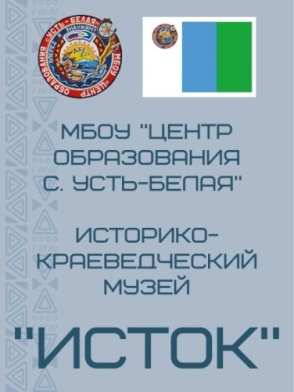 МБОУ "ЦЕНТР
ОБРАЗОВАНИЯ
С. УСТЬ-БЕЛАЯ"
ИСТОРИКО-
КРАЕВЕДЧЕСКИЙ
МУЗЕЙ
"ИСТОК"